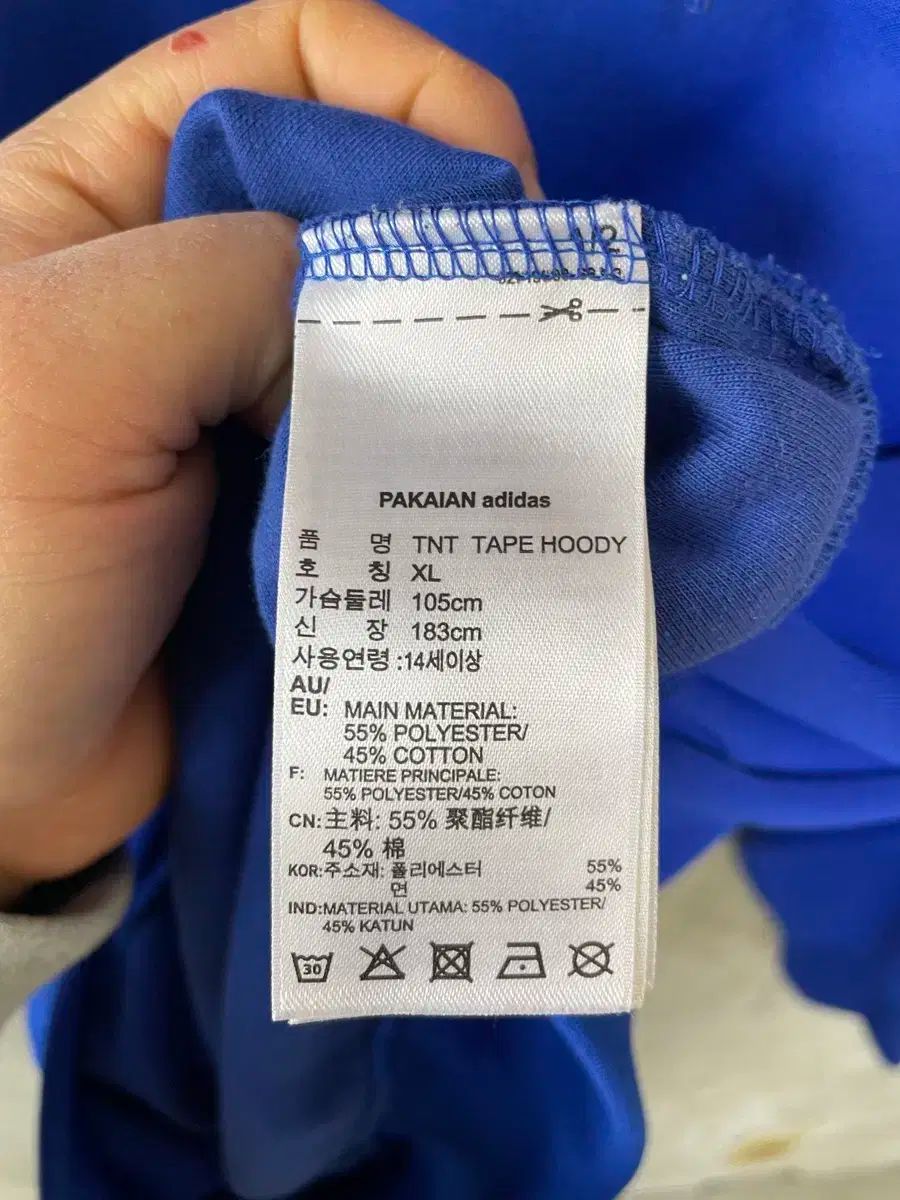 1/2
PAKAIAN adidas
품 명 TNT TAPE HOODY
호 칭 XL
가슴둘레 105cm
신 장 183cm
사용연령 :14세이상
AU/
EU: MAIN MATERIAL:
55% POLYESTER/
45% COTTON
F: MATIERE PRINCIPALE:
55% POLYESTER/45% COTON
CN:主料: 55% 聚酯纤维/
45% 棉
KOR:주소재: 폴리에스터 55%
면 45%
IND:MATERIAL UTAMA: 55% POLYESTER/
45% KATUN
30